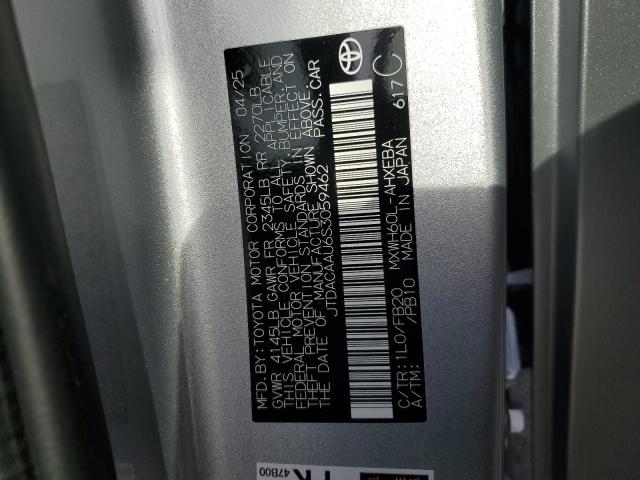 MFD. BY: TOYOTA MOTOR CORPORATION 04/25
GVWR 4145LB GAWR FR 2345LB RR 2270LB
THIS VEHICLE CONFORMS TO ALL APPLICABLE
FEDERAL MOTOR VEHICLE SAFETY, BUMPER, AND
THEFT PREVENTION STANDARDS IN EFFECT ON
THE DATE OF MANUFACTURE SHOWN ABOVE.
JTDACAAU6S3059462 PASS.CAR
C/TR: 1L0/FB20 MXWH60L-AHXEBA
A/TM: /PB10 MADE IN JAPAN 617 C
47B00